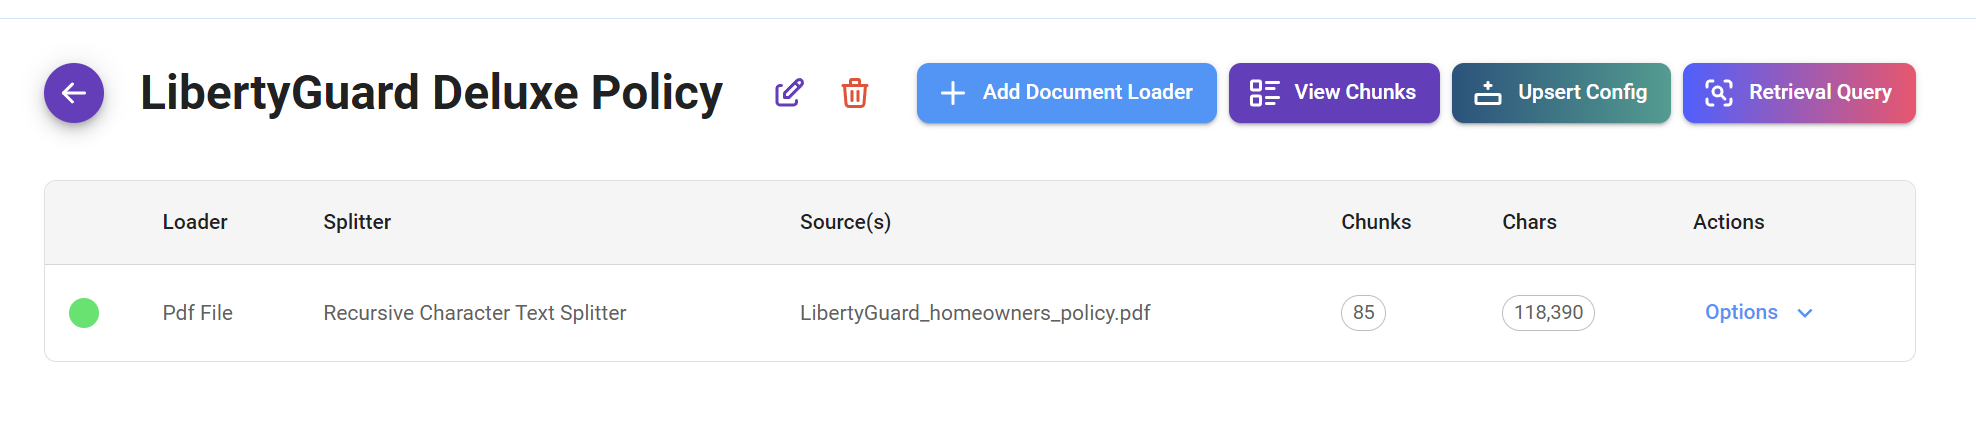 LibertyGuard Deluxe Policy Add Document Loader View Chunks Upsert Config Retrieval Query
Loader Splitter Source(s) Chunks Chars Actions
Pdf File Recursive Character Text Splitter LibertyGuard_homeowners_policy.pdf 85 118,390 Options